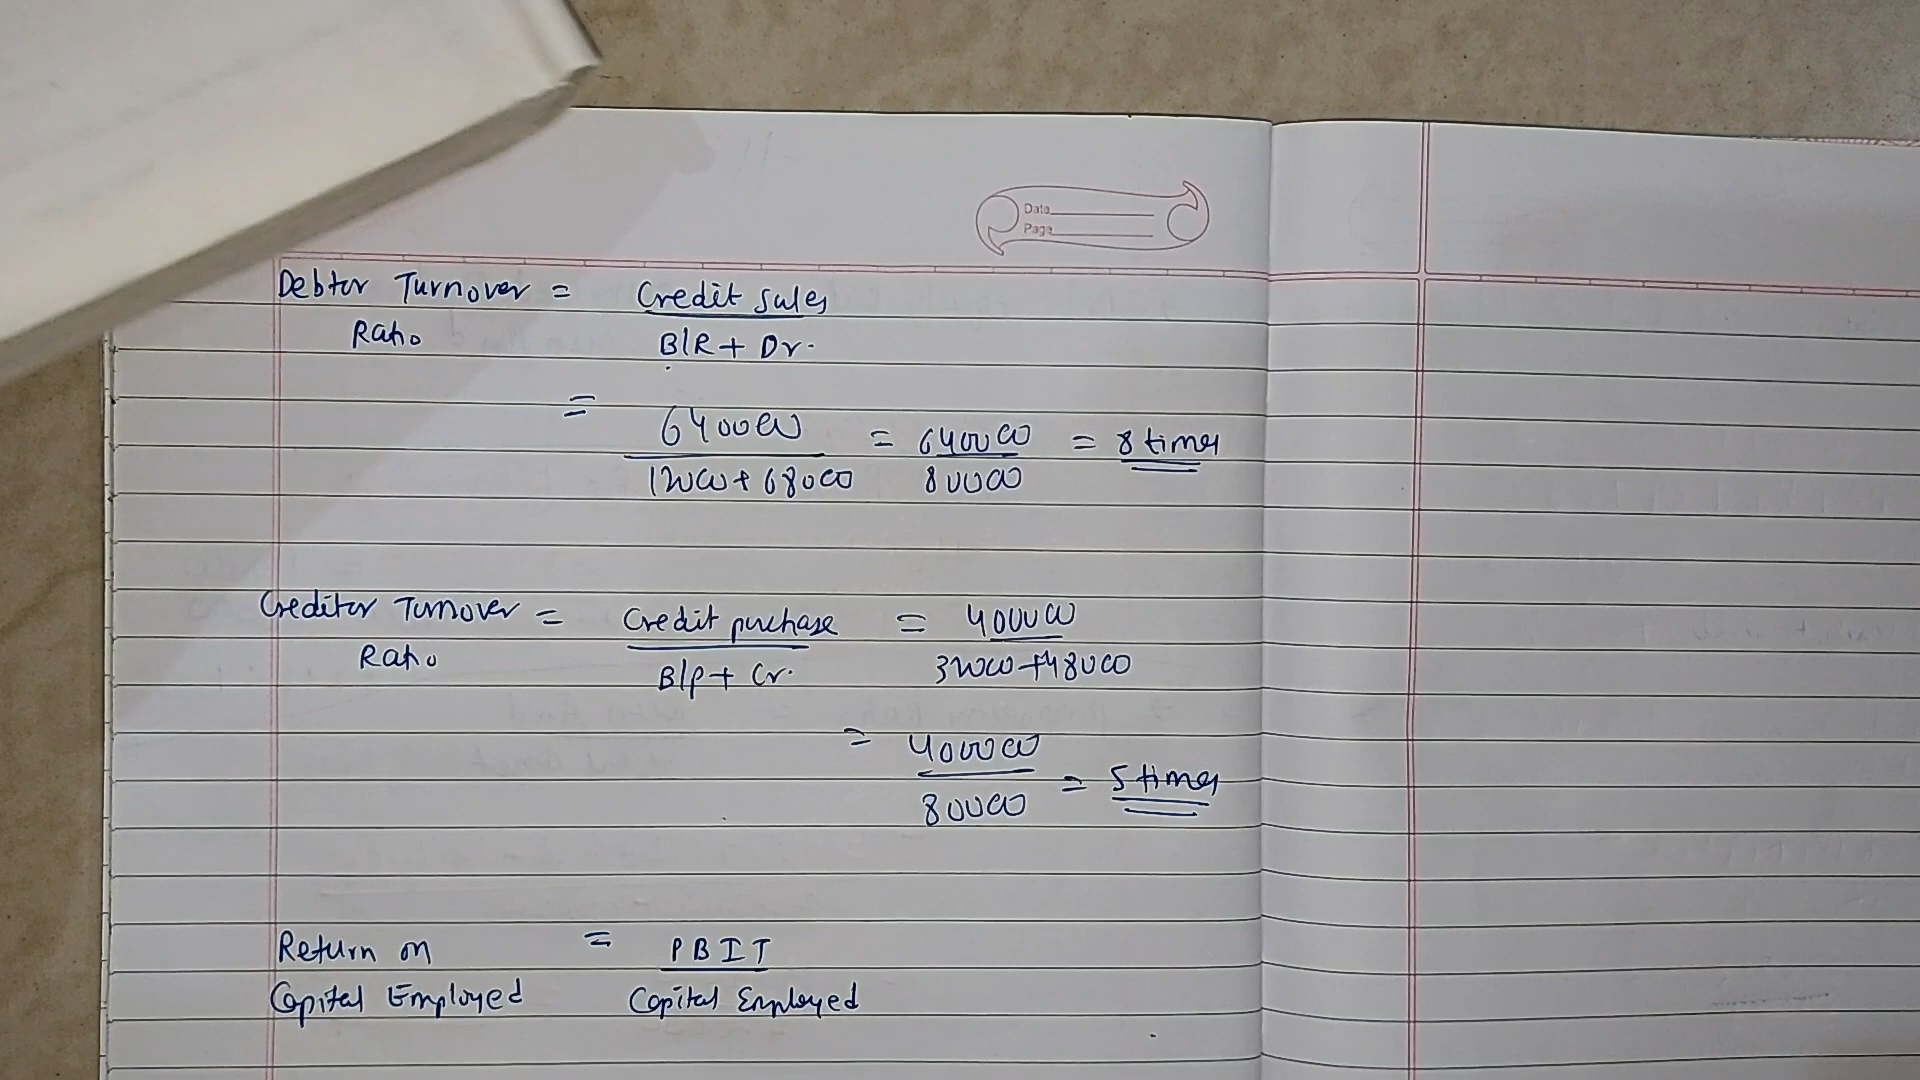 Date
Page
Debtor Turnover = Credit sales
Ratio B/R + Dr.
= 640000 = 640000 = 8 times
12000 + 68000 80000
Creditor Turnover = Credit purchase = 400000
Ratio B/P + Cr. 32000 + 48000
= 400000 = 5 times
80000
Return on = PBIT
Capital Employed Capital Employed